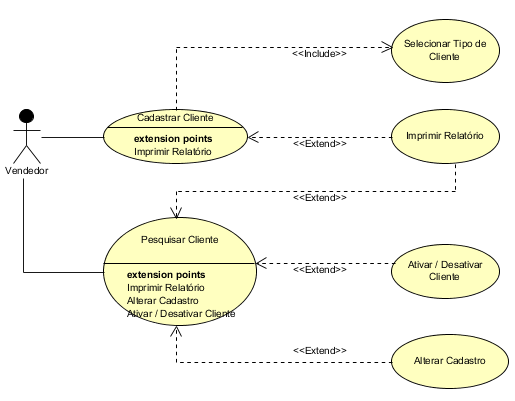 Selecionar Tipo de
Cliente
<<Include>>
Cadastrar Cliente
extension points
Imprimir Relatório
Imprimir Relatório
<<Extend>>
Vendedor
<<Extend>>
Pesquisar Cliente
extension points
Imprimir Relatório
Alterar Cadastro
Ativar / Desativar Cliente
<<Extend>>
Ativar / Desativar
Cliente
<<Extend>>
Alterar Cadastro